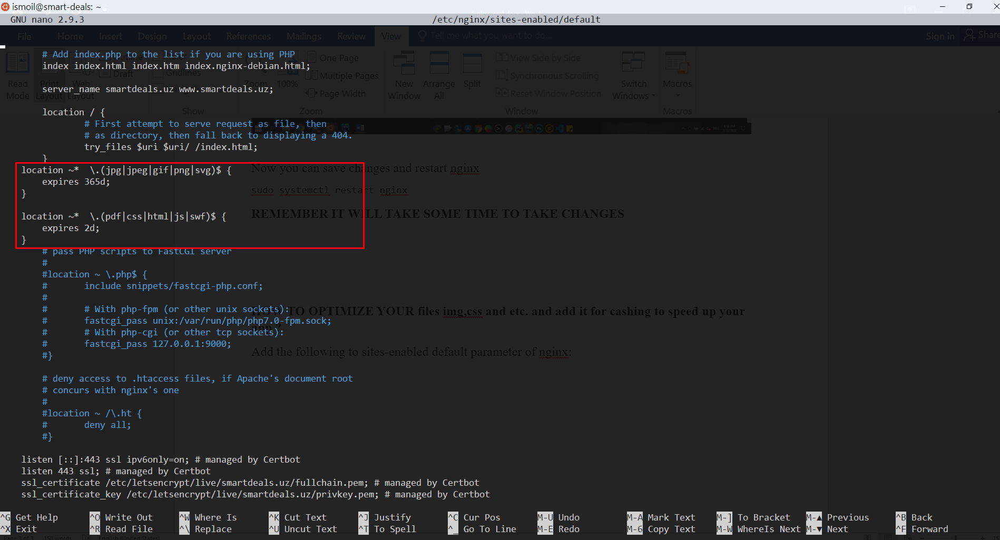 ismoil@smart-deals: ~
GNU nano 2.9.3 /etc/nginx/sites-enabled/default
File Home Insert Design Layout References Mailings Review View Tell me what you want to do... Sign in Share
# Add index.php to the list if you are using PHP
index index.html index.htm index.nginx-debian.html;
server_name smartdeals.uz www.smartdeals.uz;
location / {
# First attempt to serve request as file, then
# as directory, then fall back to displaying a 404.
try_files $uri $uri/ /index.html;
}
location ~*  \.(jpg|jpeg|gif|png|svg)$ {
expires 365d;
}
location ~*  \.(pdf|css|html|js|swf)$ {
expires 2d;
}
# pass PHP scripts to FastCGI server
#
#location ~ \.php$ {
#       include snippets/fastcgi-php.conf;
#
#       # With php-fpm (or other unix sockets):
#       fastcgi_pass unix:/var/run/php/php7.0-fpm.sock;
#       # With php-cgi (or other tcp sockets):
#       fastcgi_pass 127.0.0.1:9000;
#}
# deny access to .htaccess files, if Apache's document root
# concurs with nginx's one
#
#location ~ /\.ht {
#       deny all;
#}
listen [::]:443 ssl ipv6only=on; # managed by Certbot
listen 443 ssl; # managed by Certbot
ssl_certificate /etc/letsencrypt/live/smartdeals.uz/fullchain.pem; # managed by Certbot
ssl_certificate_key /etc/letsencrypt/live/smartdeals.uz/privkey.pem; # managed by Certbot
^G Get Help ^O Write Out ^W Where Is ^K Cut Text ^J Justify ^C Cur Pos M-U Undo M-A Mark Text M-] To Bracket M-▲ Previous ^B Back
^X Exit ^R Read File ^\ Replace ^U Uncut Text ^T To Spell ^_ Go To Line M-E Redo M-6 Copy Text M-W WhereIs Next M-▼ Next ^F Forward
Read Mode
Print Layout
Web Layout
Draft
Gridlines
Show
Zoom
100%
One Page
Multiple Pages
Page Width
Zoom
New Window
Arrange All
Split
View Side by Side
Synchronous Scrolling
Reset Window Position
Window
Switch Windows
Macros
Macros
Now you can save changes and restart nginx
sudo systemctl restart nginx
REMEMBER IT WILL TAKE SOME TIME TO TAKE CHANGES
HOW TO OPTIMIZE YOUR files img,css and etc. and add it for cashing to speed up your
app ?
Add the following to sites-enabled default parameter of nginx: